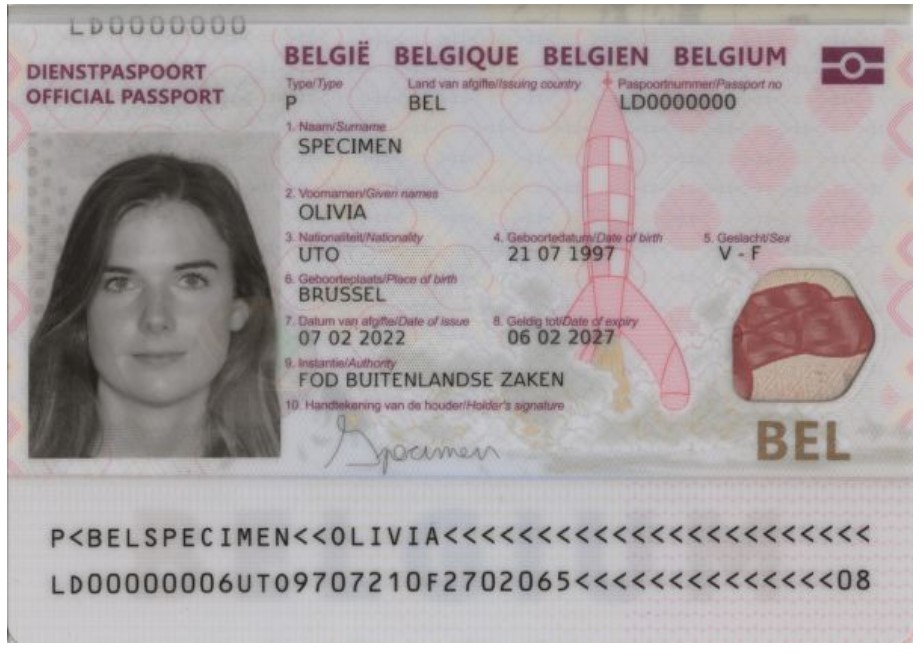 LD0000000
DIENSTPASPOORT
OFFICIAL PASSPORT
BELGIË BELGIQUE BELGIEN BELGIUM
Type/Type Land van afgifte/Issuing country Paspoortnummer/Passport no
P BEL LD0000000
1. Naam/Surname
SPECIMEN
2. Voornamen/Given names
OLIVIA
3. Nationaliteit/Nationality 4. Geboortedatum/Date of birth 5. Geslacht/Sex
UTO 21 07 1997 V - F
6. Geboorteplaats/Place of birth
BRUSSEL
7. Datum van afgifte/Date of issue 8. Geldig tot/Date of expiry
07 02 2022 06 02 2027
9. Instantie/Authority
FOD BUITENLANDSE ZAKEN
10. Handtekening van de houder/Holder's signature
Specimen
BEL
P<BELSPECIMEN<<OLIVIA<<<<<<<<<<<<<<<<<<<<<<<
LD00000006UTO9707210F2702065<<<<<<<<<<<<<<08